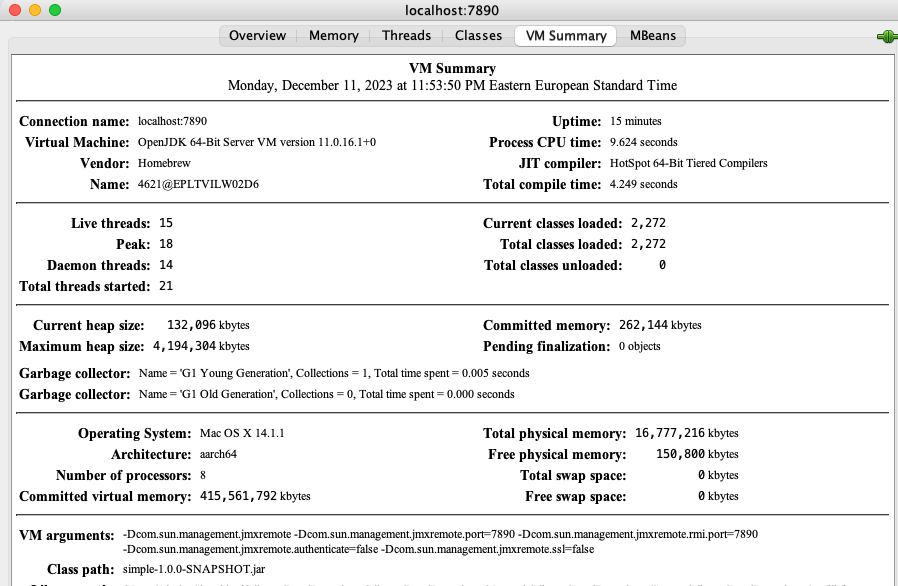 localhost:7890
Overview Memory Threads Classes VM Summary MBeans
VM Summary
Monday, December 11, 2023 at 11:53:50 PM Eastern European Standard Time
Connection name: localhost:7890 Uptime: 15 minutes
Virtual Machine: OpenJDK 64-Bit Server VM version 11.0.16.1+0 Process CPU time: 9.624 seconds
Vendor: Homebrew JIT compiler: HotSpot 64-Bit Tiered Compilers
Name: 4621@EPLTVILW02D6 Total compile time: 4.249 seconds
Live threads: 15 Current classes loaded: 2,272
Peak: 18 Total classes loaded: 2,272
Daemon threads: 14 Total classes unloaded: 0
Total threads started: 21
Current heap size: 132,096 kbytes Committed memory: 262,144 kbytes
Maximum heap size: 4,194,304 kbytes Pending finalization: 0 objects
Garbage collector: Name = 'G1 Young Generation', Collections = 1, Total time spent = 0.005 seconds
Garbage collector: Name = 'G1 Old Generation', Collections = 0, Total time spent = 0.000 seconds
Operating System: Mac OS X 14.1.1 Total physical memory: 16,777,216 kbytes
Architecture: aarch64 Free physical memory: 150,800 kbytes
Number of processors: 8 Total swap space: 0 kbytes
Committed virtual memory: 415,561,792 kbytes Free swap space: 0 kbytes
VM arguments: -Dcom.sun.management.jmxremote -Dcom.sun.management.jmxremote.port=7890 -Dcom.sun.management.jmxremote.rmi.port=7890
-Dcom.sun.management.jmxremote.authenticate=false -Dcom.sun.management.jmxremote.ssl=false
Class path: simple-1.0.0-SNAPSHOT.jar